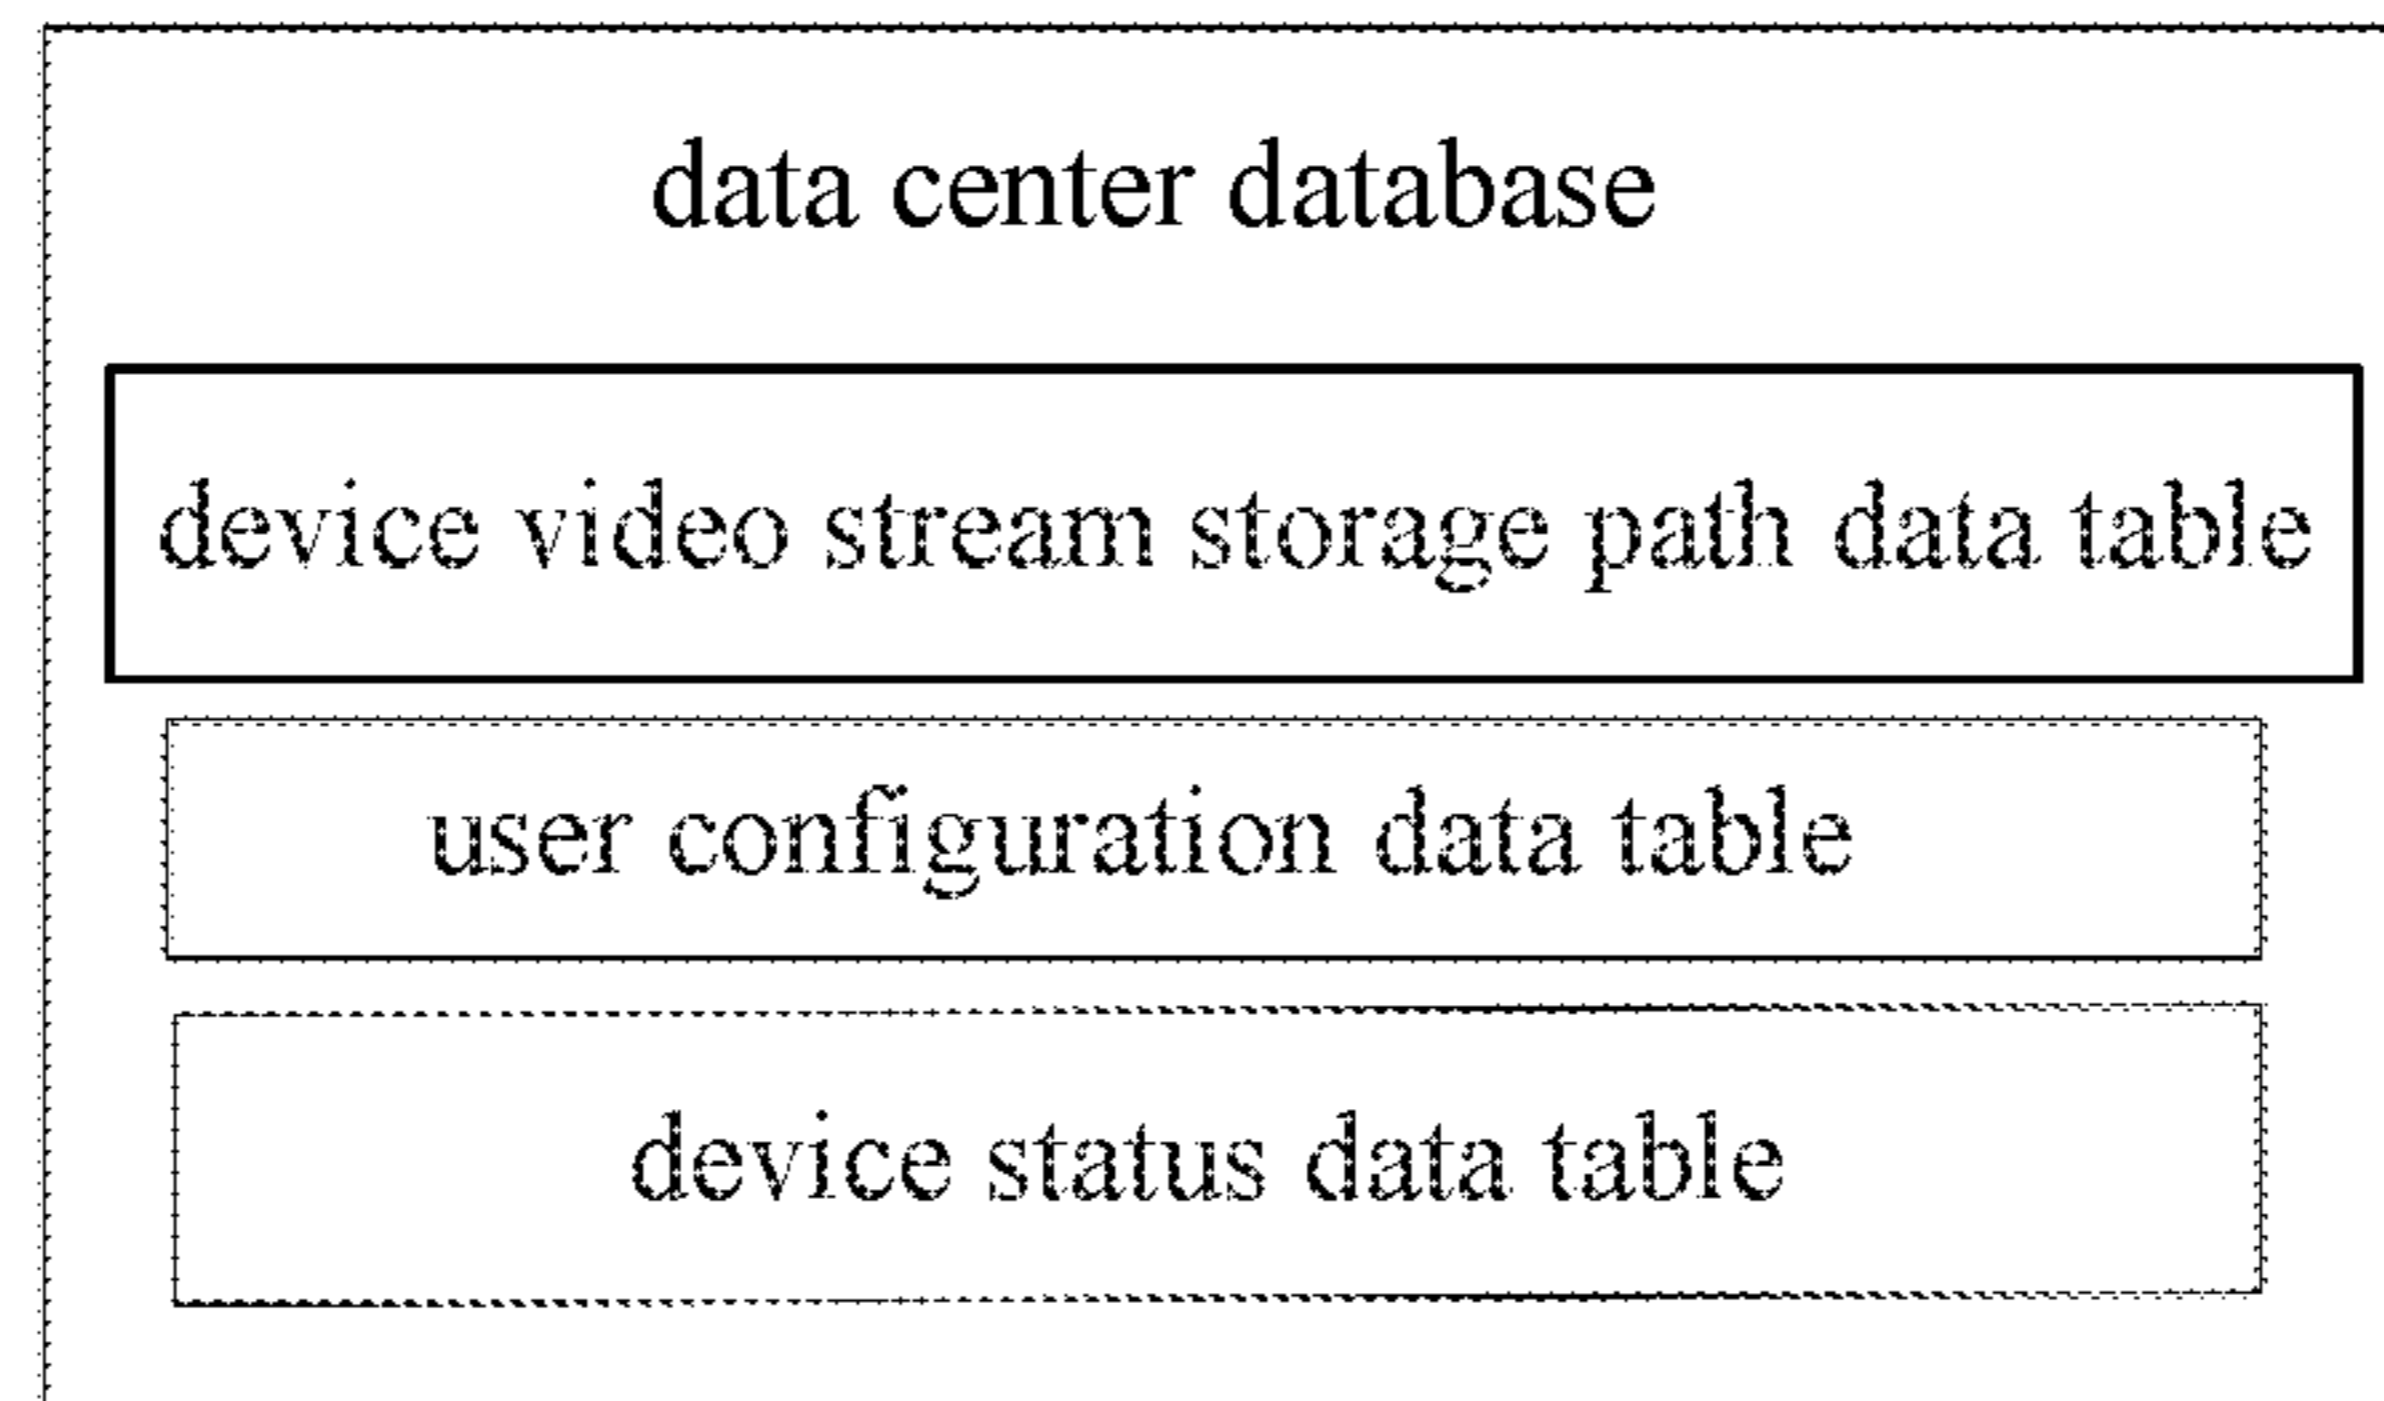 data center database
device video stream storage path data table
user configuration data table
device status data table